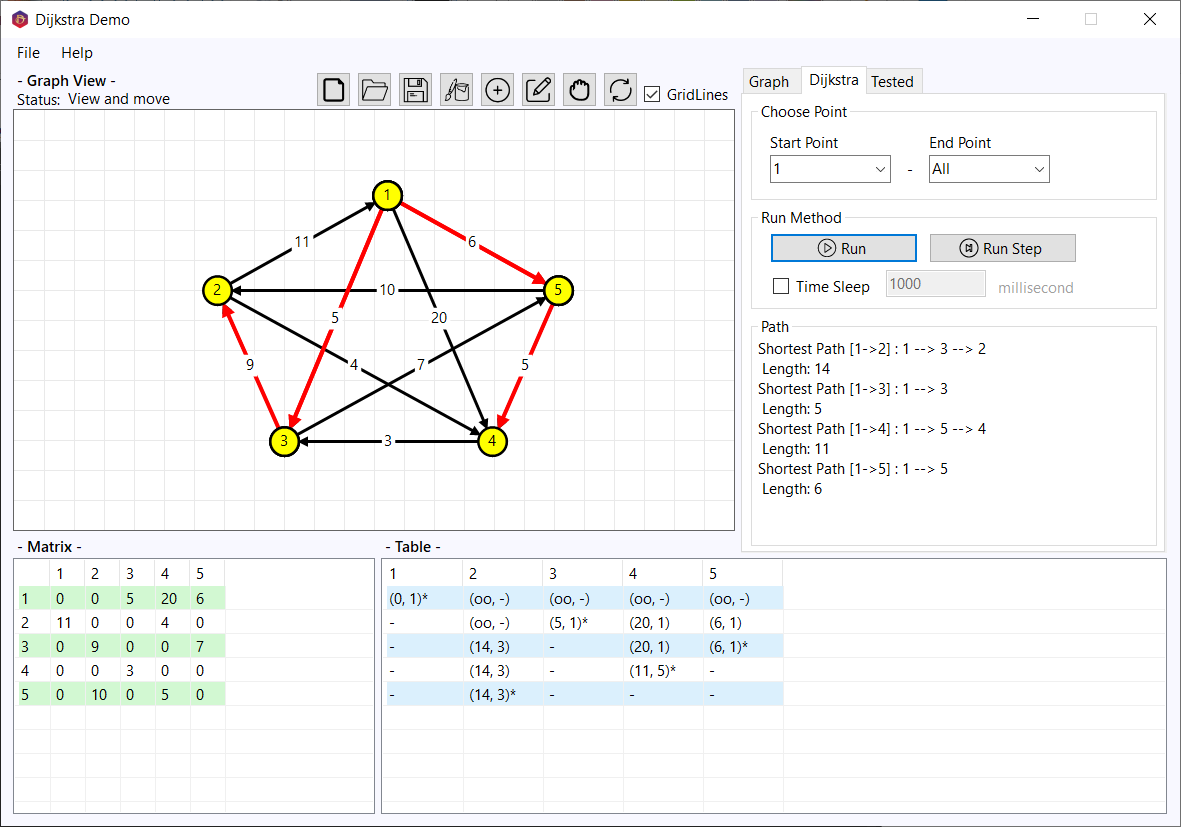 Dijkstra Demo
File Help
- Graph View -
Status: View and move
GridLines
Graph Dijkstra Tested
1
11
6
2
10
5
5
20
9
4
7
5
3
3
4
Choose Point
Start Point End Point
1 - All
Run Method
Run Run Step
Time Sleep 1000 millisecond
Path
Shortest Path [1->2] : 1 --> 3 --> 2
Length: 14
Shortest Path [1->3] : 1 --> 3
Length: 5
Shortest Path [1->4] : 1 --> 5 --> 4
Length: 11
Shortest Path [1->5] : 1 --> 5
Length: 6
- Matrix -
1 2 3 4 5
1 0 0 5 20 6
2 11 0 0 4 0
3 0 9 0 0 7
4 0 0 3 0 0
5 0 10 0 5 0
- Table -
1 2 3 4 5
(0, 1)* (oo, -) (oo, -) (oo, -) (oo, -)
- (oo, -) (5, 1)* (20, 1) (6, 1)
- (14, 3) - (20, 1) (6, 1)*
- (14, 3) - (11, 5)* -
- (14, 3)* - - -